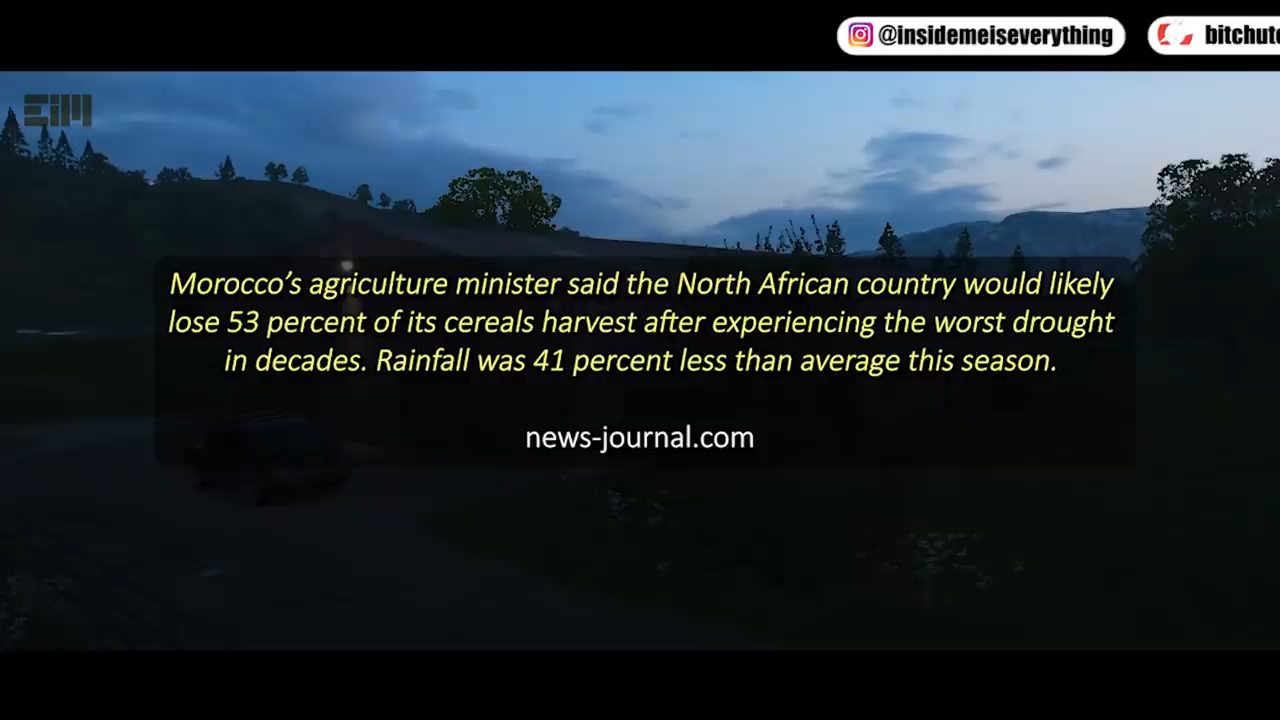 @insidemeiseverything
bitchute
EIM
Morocco’s agriculture minister said the North African country would likely
lose 53 percent of its cereals harvest after experiencing the worst drought
in decades. Rainfall was 41 percent less than average this season.
news-journal.com